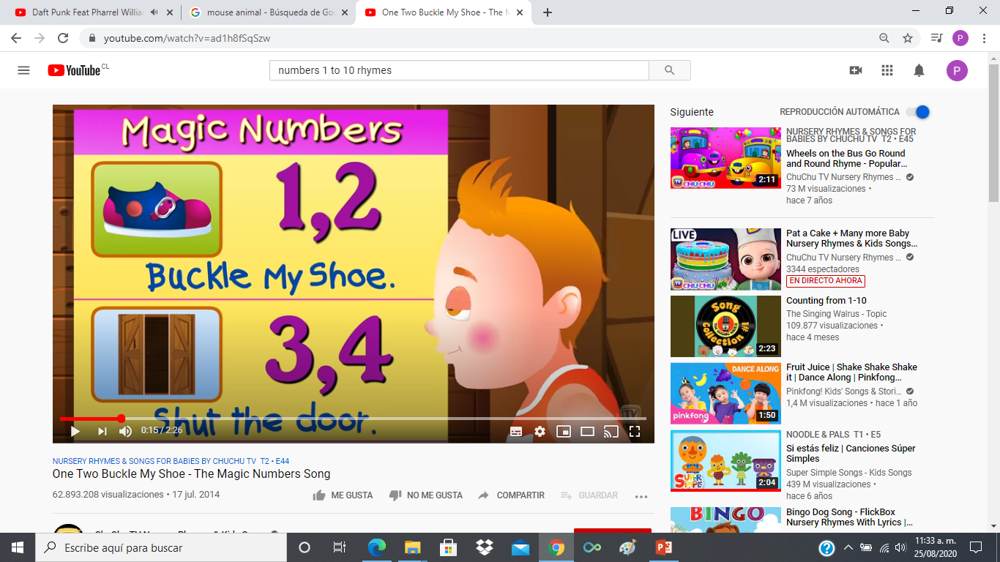 Daft Punk Feat Pharrel Willia
mouse animal - Búsqueda de Go
One Two Buckle My Shoe - The M
youtube.com/watch?v=ad1h8fSqSzw
P
YouTube CL
numbers 1 to 10 rhymes
P
Magic Numbers
1,2
Buckle My Shoe.
3,4
Shut the door.
TV
0:15 / 2:26
NURSERY RHYMES & SONGS FOR BABIES BY CHUCHU TV T2 • E44
One Two Buckle My Shoe - The Magic Numbers Song
62.893.208 visualizaciones • 17 jul. 2014
ME GUSTA
NO ME GUSTA
COMPARTIR
GUARDAR
Siguiente
REPRODUCCIÓN AUTOMÁTICA
TV CHUCHU
2:11
NURSERY RHYMES & SONGS FOR
BABIES BY CHUCHU TV T2 • E45
Wheels on the Bus Go Round
and Round Rhyme - Popular...
ChuChu TV Nursery Rhymes ...
73 M visualizaciones •
hace 7 años
LIVE
TV CHUCHU
Pat a Cake + Many more Baby
Nursery Rhymes & Kids Songs...
ChuChu TV Nursery Rhymes ...
3344 espectadores
EN DIRECTO AHORA
Song
Collection #1
2:23
Counting from 1-10
The Singing Walrus - Topic
109.877 visualizaciones •
hace 4 meses
DANCE ALONG
pinkfong
1:50
Fruit Juice | Shake Shake Shake
it | Dance Along | Pinkfong...
Pinkfong! Kids' Songs & Stori...
1,4 M visualizaciones • hace 1 año
SUPER
SIMPLE
2:04
NOODLE & PALS T1 • E5
Si estás feliz | Canciones Súper
Simples
Super Simple Songs - Kids Songs
439 M visualizaciones •
hace 6 años
BINGO
Bingo Dog Song - FlickBox
Nursery Rhymes With Lyrics |...
Escribe aquí para buscar
11:33 a. m.
25/08/2020